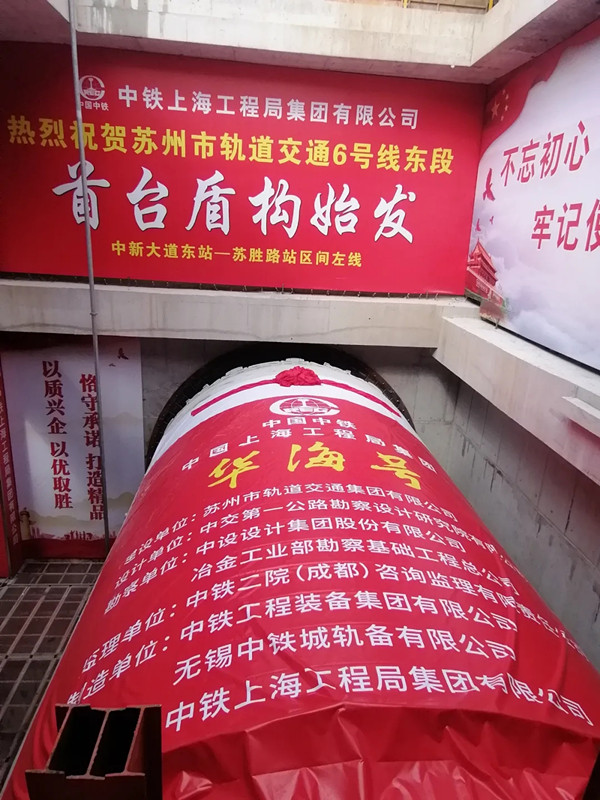 中国中铁
中铁上海工程局集团有限公司
热烈祝贺苏州市轨道交通6号线东段
首台盾构始发
中新大道东站—苏胜路站区间左线
不忘初心
牢记使
恪守承诺 打造精品
以质兴企 以优取胜
中国中铁
中国上海工程局集团
华海号
建设单位：苏州市轨道交通集团有限公司
设计单位：中交第一公路勘察设计研究院有限公司
勘察单位：中设设计集团股份有限公司
冶金工业部勘察基础工程总公司
监理单位：中铁二院(成都)咨询监理有限责任公司
制造单位：中铁工程装备集团有限公司
无锡中铁城轨备有限公司
中铁上海工程局集团有限公司